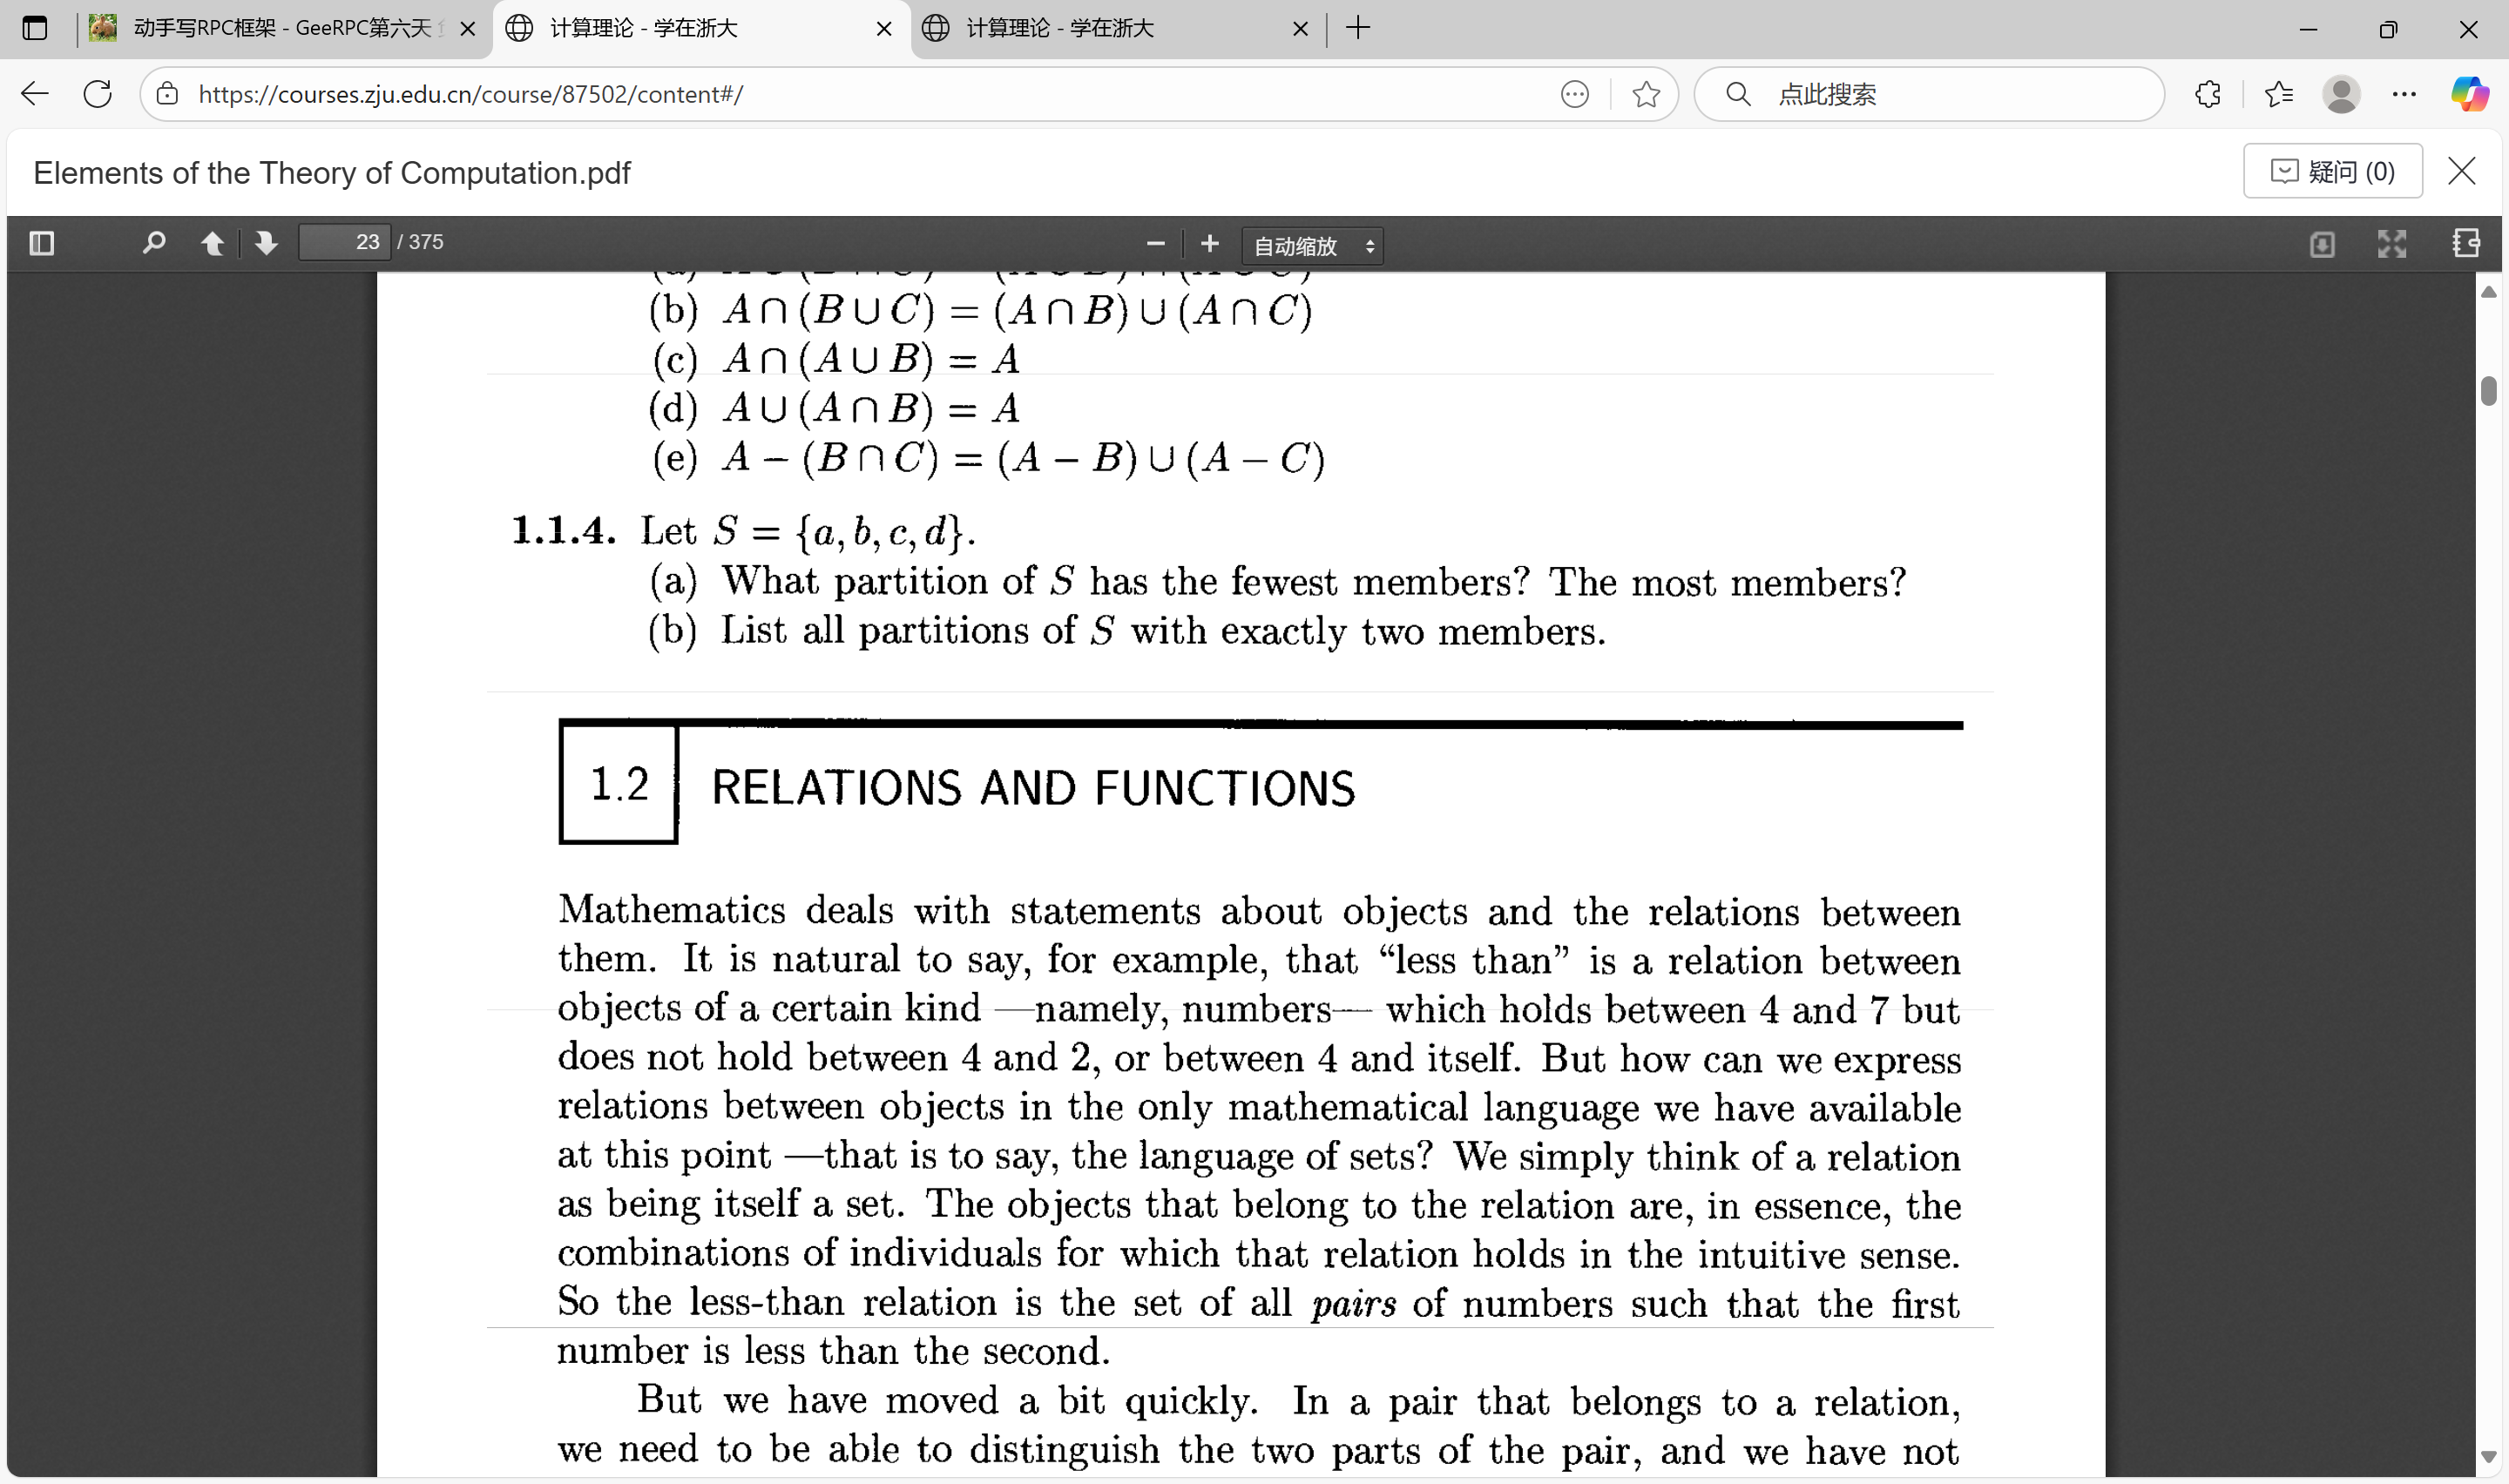 动手写RPC框架 - GeeRPC第六天
计算理论 - 学在浙大
计算理论 - 学在浙大
https://courses.zju.edu.cn/course/87502/content#/
点此搜索
Elements of the Theory of Computation.pdf
疑问 (0)
23 / 375
自动缩放
(b) A ∩ (B ∪ C) = (A ∩ B) ∪ (A ∩ C)
(c) A ∩ (A ∪ B) = A
(d) A ∪ (A ∩ B) = A
(e) A − (B ∩ C) = (A − B) ∪ (A − C)
1.1.4. Let S = {a, b, c, d}.
(a) What partition of S has the fewest members? The most members?
(b) List all partitions of S with exactly two members.
1.2 RELATIONS AND FUNCTIONS
Mathematics deals with statements about objects and the relations between
them. It is natural to say, for example, that “less than” is a relation between
objects of a certain kind —namely, numbers— which holds between 4 and 7 but
does not hold between 4 and 2, or between 4 and itself. But how can we express
relations between objects in the only mathematical language we have available
at this point —that is to say, the language of sets? We simply think of a relation
as being itself a set. The objects that belong to the relation are, in essence, the
combinations of individuals for which that relation holds in the intuitive sense.
So the less-than relation is the set of all pairs of numbers such that the first
number is less than the second.
But we have moved a bit quickly. In a pair that belongs to a relation,
we need to be able to distinguish the two parts of the pair, and we have not